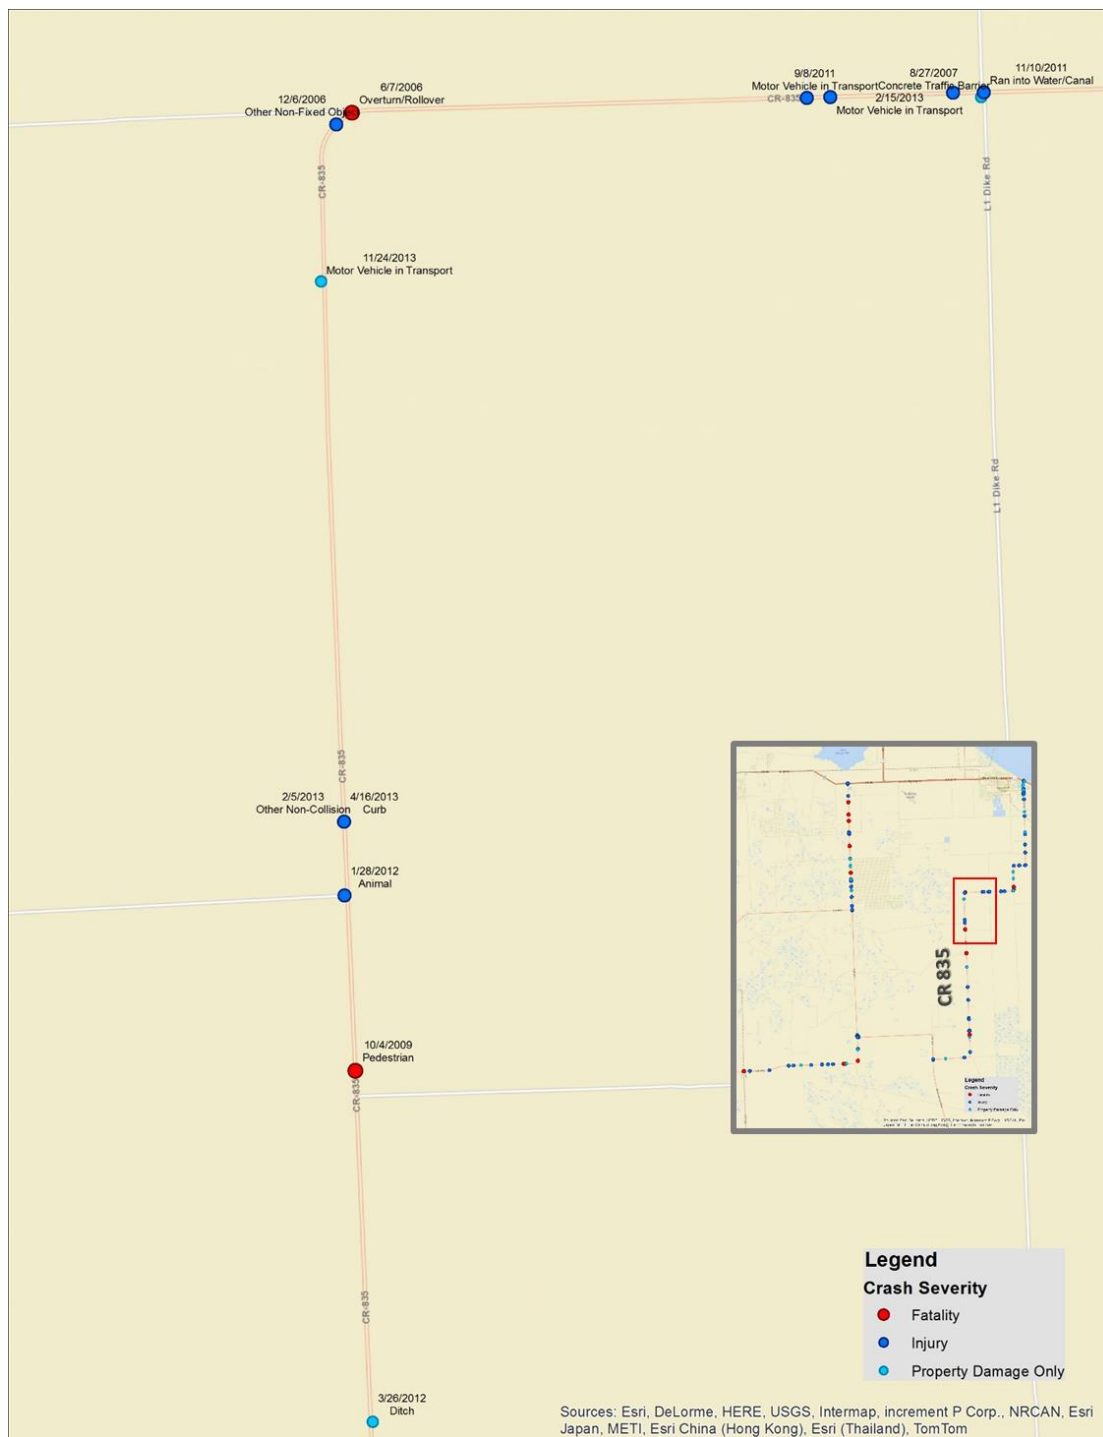 9/8/2011
Motor Vehicle in Transport
8/27/2007
Concrete Traffic Barrier
11/10/2011
Ran into Water/Canal
6/7/2006
Overturn/Rollover
12/6/2006
Other Non-Fixed Object
CR-835
2/15/2013
Motor Vehicle in Transport
CR-835
L1 Dike Rd
11/24/2013
Motor Vehicle in Transport
L1 Dike Rd
CR-835
2/5/2013
Other Non-Collision
4/16/2013
Curb
1/28/2012
Animal
CR 835
Legend
Crash Severity
10/4/2009
Pedestrian
CR-835
Legend
Crash Severity
Fatality
Injury
Property Damage Only
CR-835
3/26/2012
Ditch
Sources: Esri, DeLorme, HERE, USGS, Intermap, increment P Corp., NRCAN, Esri
Japan, METI, Esri China (Hong Kong), Esri (Thailand), TomTom